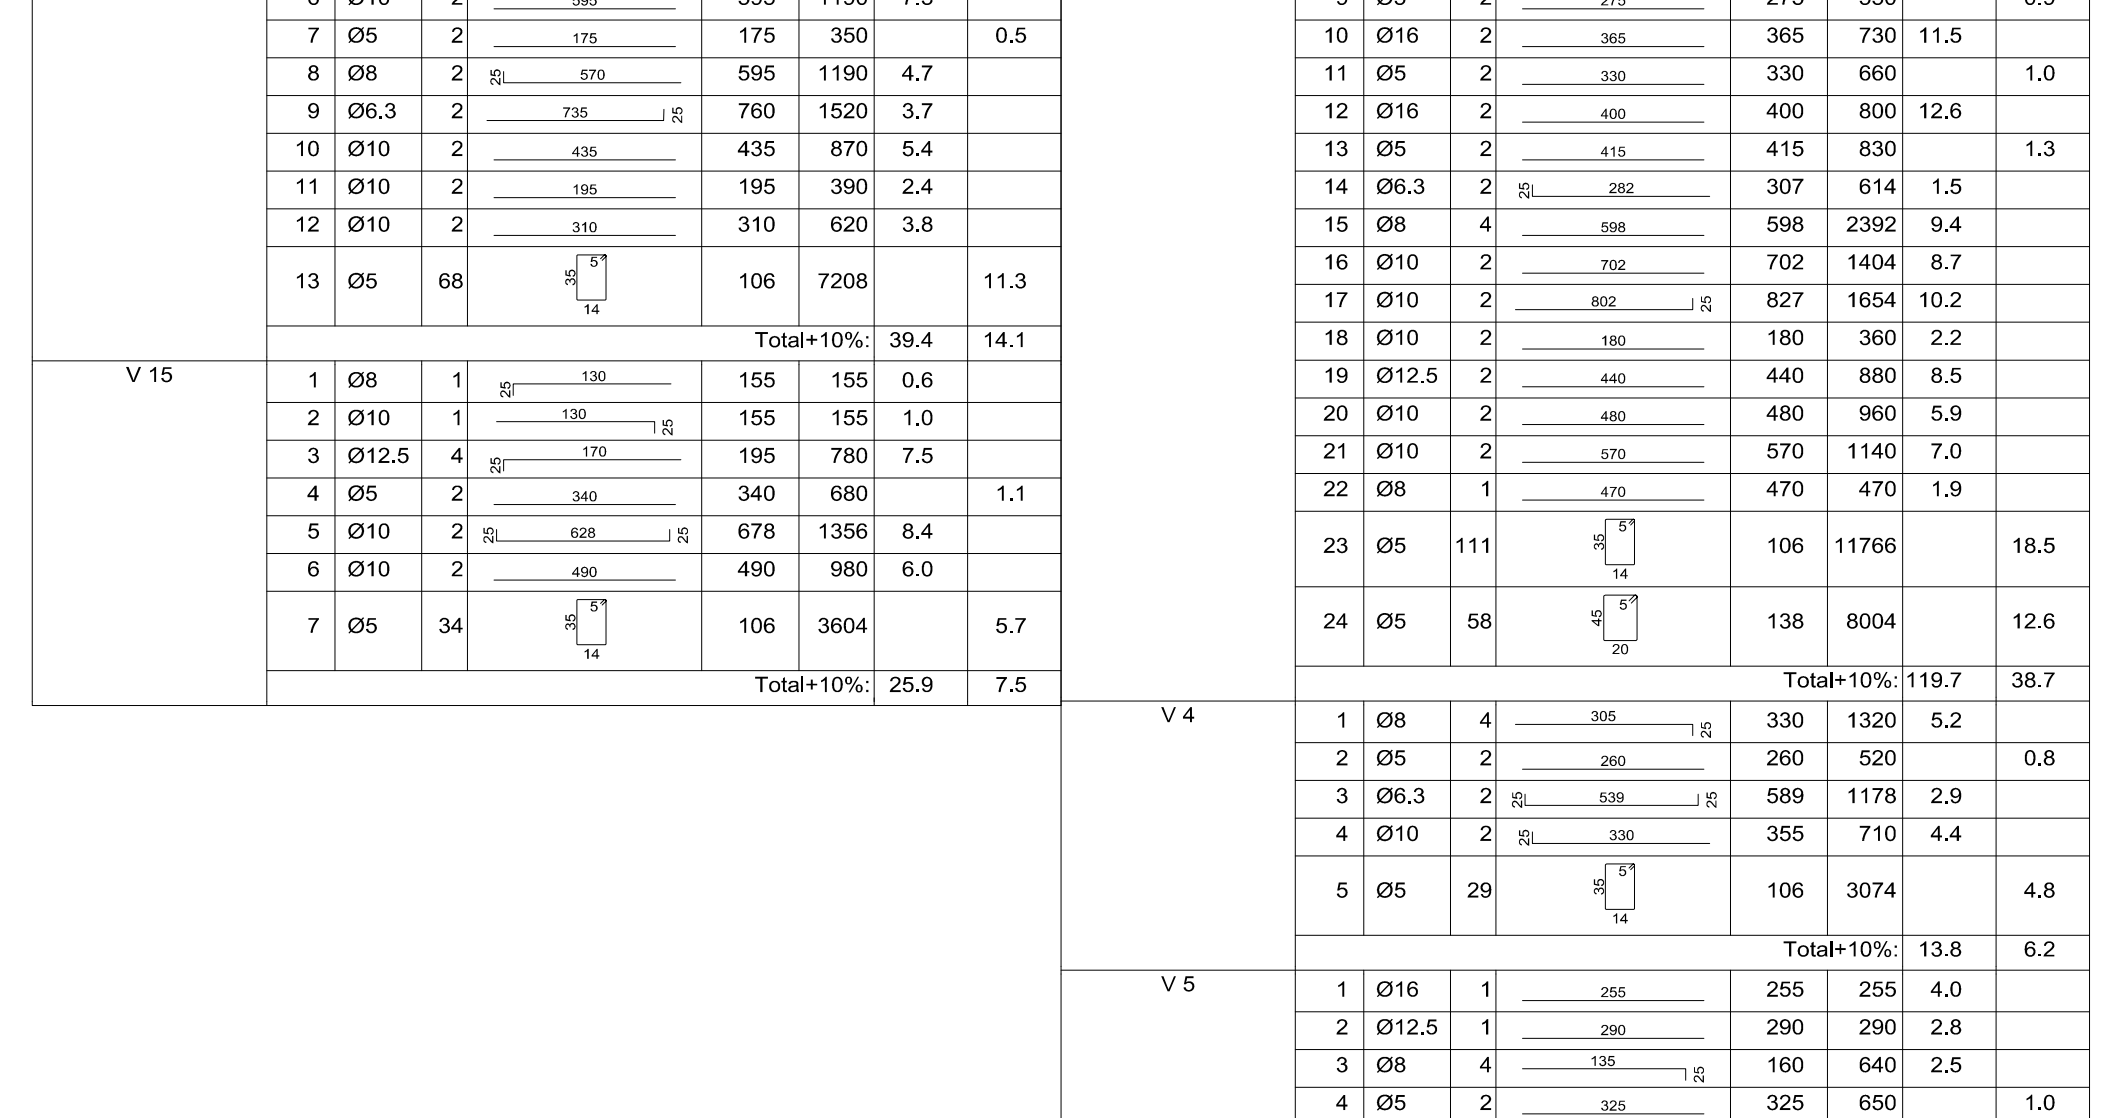 7 Ø5 2 175 175 350 0.5
8 Ø8 2 25 570 595 1190 4.7
9 Ø6.3 2 735 25 760 1520 3.7
10 Ø10 2 435 435 870 5.4
11 Ø10 2 195 195 390 2.4
12 Ø10 2 310 310 620 3.8
13 Ø5 68 35 5 14 106 7208 11.3
Total+10%: 39.4 14.1
V 15
1 Ø8 1 25 130 155 155 0.6
2 Ø10 1 130 25 155 155 1.0
3 Ø12.5 4 25 170 195 780 7.5
4 Ø5 2 340 340 680 1.1
5 Ø10 2 25 628 25 678 1356 8.4
6 Ø10 2 490 490 980 6.0
7 Ø5 34 35 5 14 106 3604 5.7
Total+10%: 25.9 7.5
10 Ø16 2 365 365 730 11.5
11 Ø5 2 330 330 660 1.0
12 Ø16 2 400 400 800 12.6
13 Ø5 2 415 415 830 1.3
14 Ø6.3 2 25 282 307 614 1.5
15 Ø8 4 598 598 2392 9.4
16 Ø10 2 702 702 1404 8.7
17 Ø10 2 802 25 827 1654 10.2
18 Ø10 2 180 180 360 2.2
19 Ø12.5 2 440 440 880 8.5
20 Ø10 2 480 480 960 5.9
21 Ø10 2 570 570 1140 7.0
22 Ø8 1 470 470 470 1.9
23 Ø5 111 35 5 14 106 11766 18.5
24 Ø5 58 45 5 20 138 8004 12.6
Total+10%: 119.7 38.7
V 4
1 Ø8 4 305 25 330 1320 5.2
2 Ø5 2 260 260 520 0.8
3 Ø6.3 2 25 539 25 589 1178 2.9
4 Ø10 2 25 330 355 710 4.4
5 Ø5 29 35 5 14 106 3074 4.8
Total+10%: 13.8 6.2
V 5
1 Ø16 1 255 255 255 4.0
2 Ø12.5 1 290 290 290 2.8
3 Ø8 4 135 25 160 640 2.5
4 Ø5 2 325 325 650 1.0